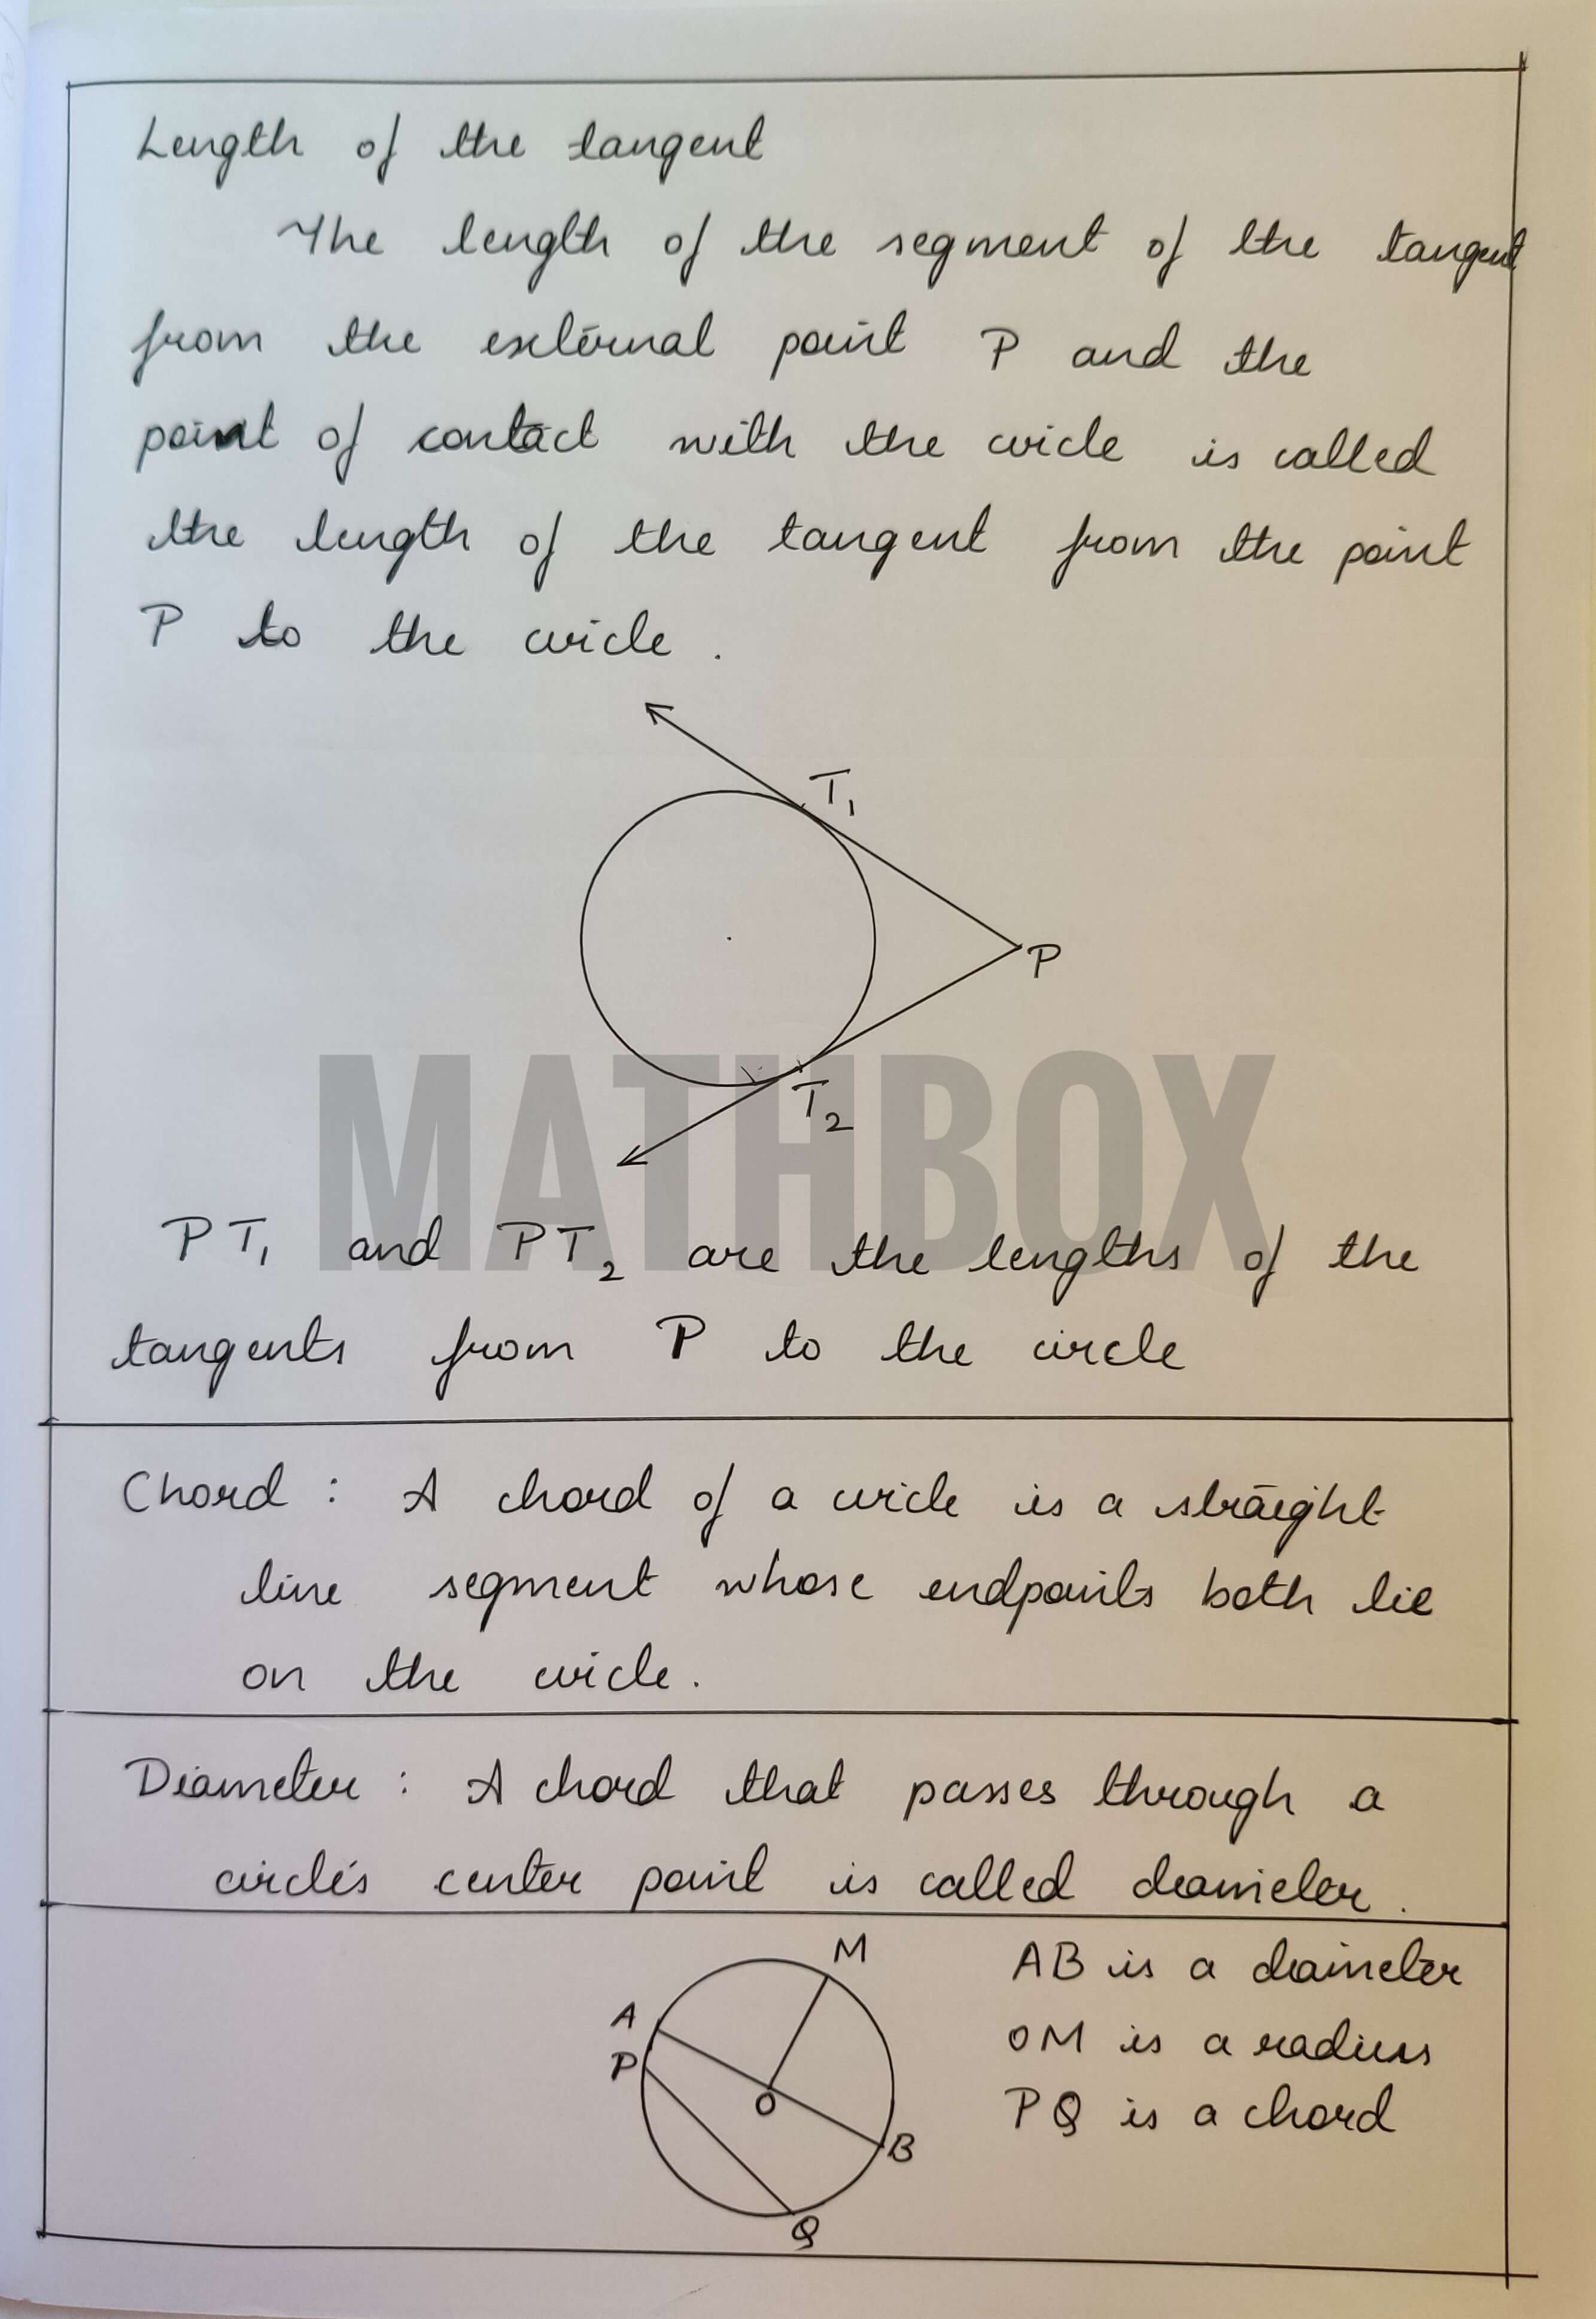 Length of the tangent
The length of the segment of the tangent
from the external point P and the
point of contact with the circle is called
the length of the tangent from the point
P to the circle .
T₁
P
T₂
MATHBOX
PT₁ and PT₂ are the lengths of the
tangents from P to the circle
Chord : A chord of a circle is a straight
line segment whose endpoints both lie
on the circle.
Diameter : A chord that passes through a
circle's center point is called diameter.
M
A
P
O
B
Q
AB is a diameter
OM is a radius
PQ is a chord